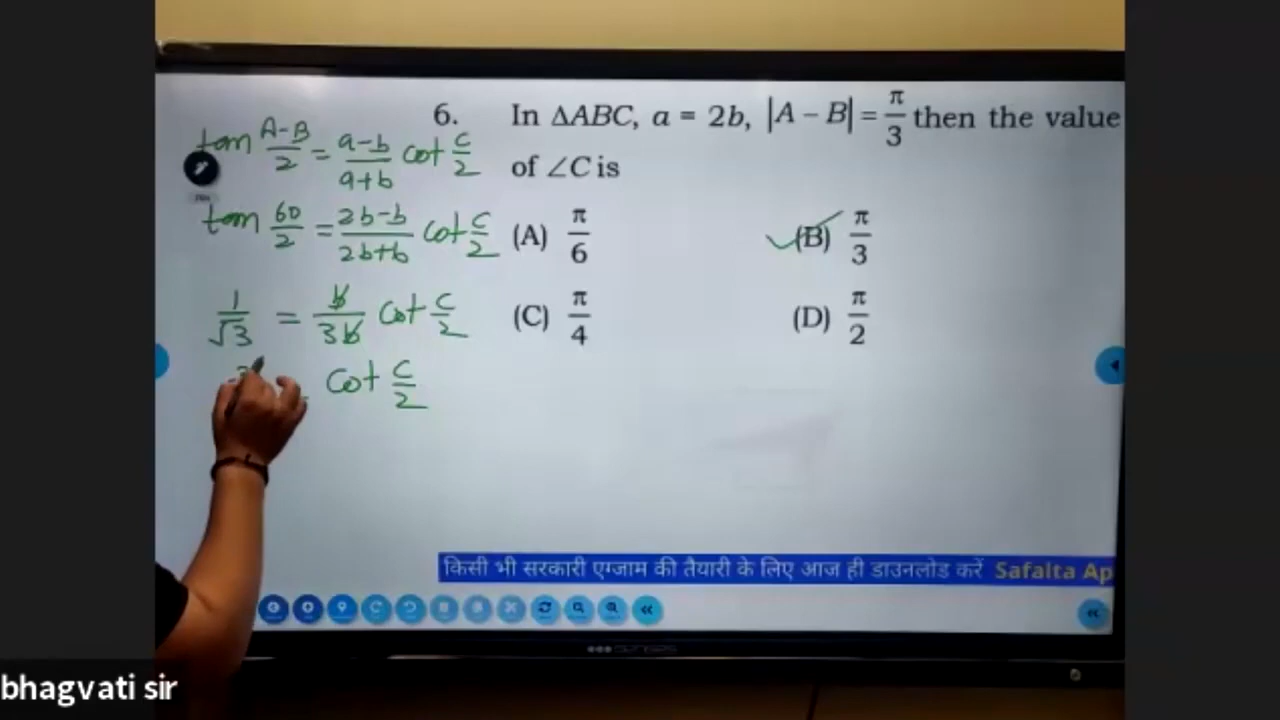 6. In ΔABC, a = 2b, |A – B| = π/3 then the value
of ∠C is
(A) π/6
(B) π/3
(C) π/4
(D) π/2
tan A-B/2 = a-b/a+b cot C/2
tan 60/2 = 2b-b/2b+b cot C/2
1/√3 = b/3b cot C/2
cot C/2
किसी भी सरकारी एग्जाम की तैयारी के लिए आज ही डाउनलोड करें Safalta Ap
bhagvati sir